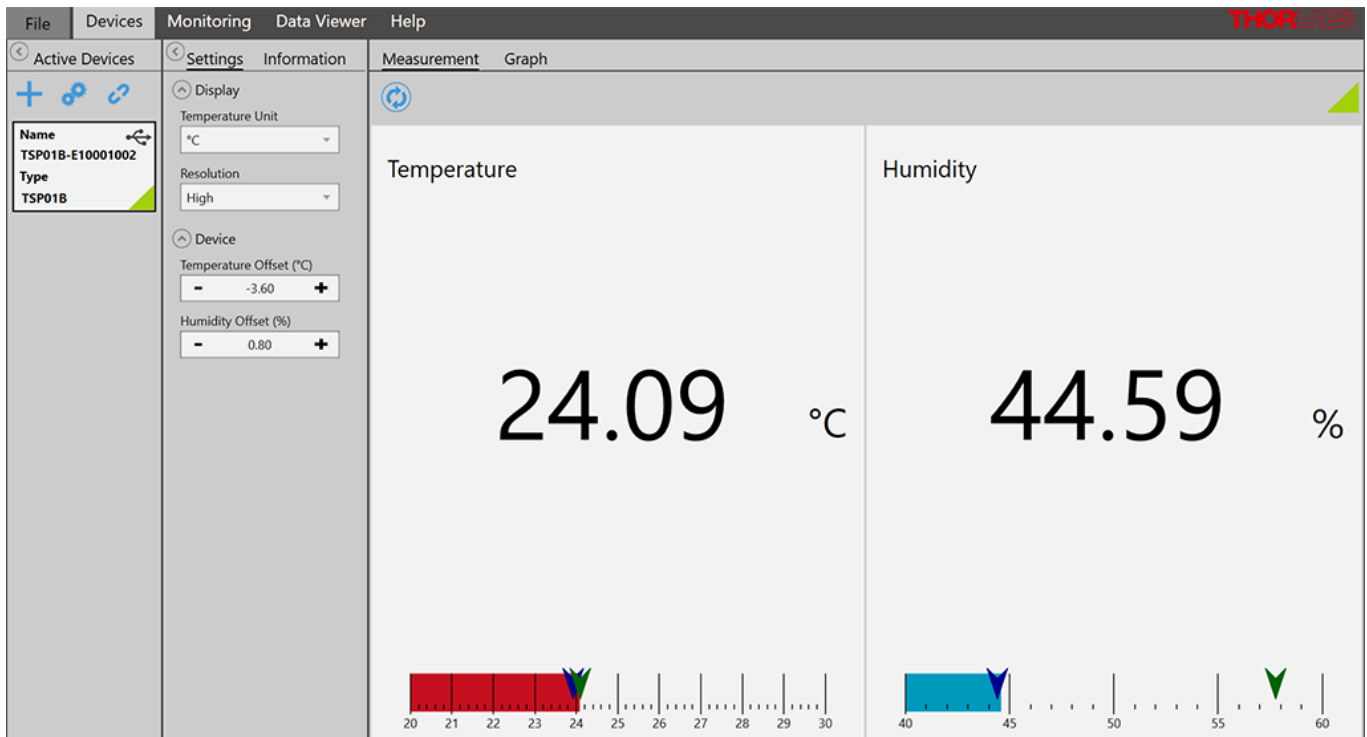 File Devices Monitoring Data Viewer Help THORLABS
Active Devices
Name
TSP01B-E10001002
Type
TSP01B
Settings Information
Display
Temperature Unit
°C
Resolution
High
Device
Temperature Offset (°C)
- -3.60 +
Humidity Offset (%)
- 0.80 +
Measurement Graph
Temperature
24.09 °C
20 21 22 23 24 25 26 27 28 29 30
Humidity
44.59 %
40 45 50 55 60